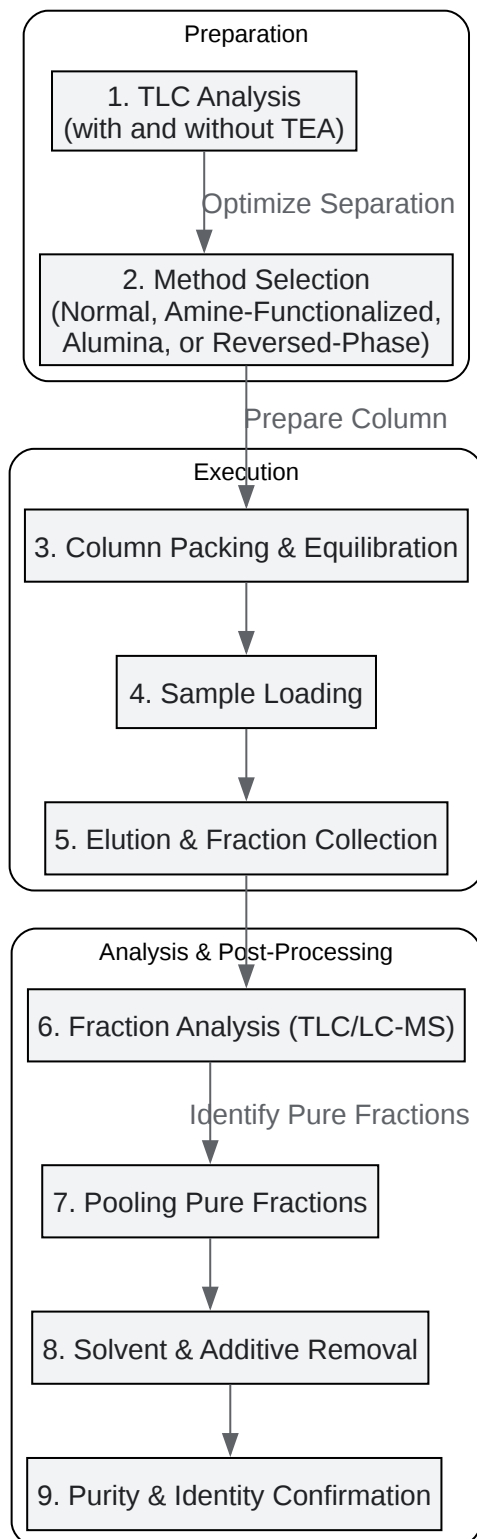 Preparation
1. TLC Analysis
(with and without TEA)
Optimize Separation
2. Method Selection
(Normal, Amine-Functionalized,
Alumina, or Reversed-Phase)
Prepare Column
Execution
3. Column Packing & Equilibration
4. Sample Loading
5. Elution & Fraction Collection
Analysis & Post-Processing
6. Fraction Analysis (TLC/LC-MS)
Identify Pure Fractions
7. Pooling Pure Fractions
8. Solvent & Additive Removal
9. Purity & Identity Confirmation